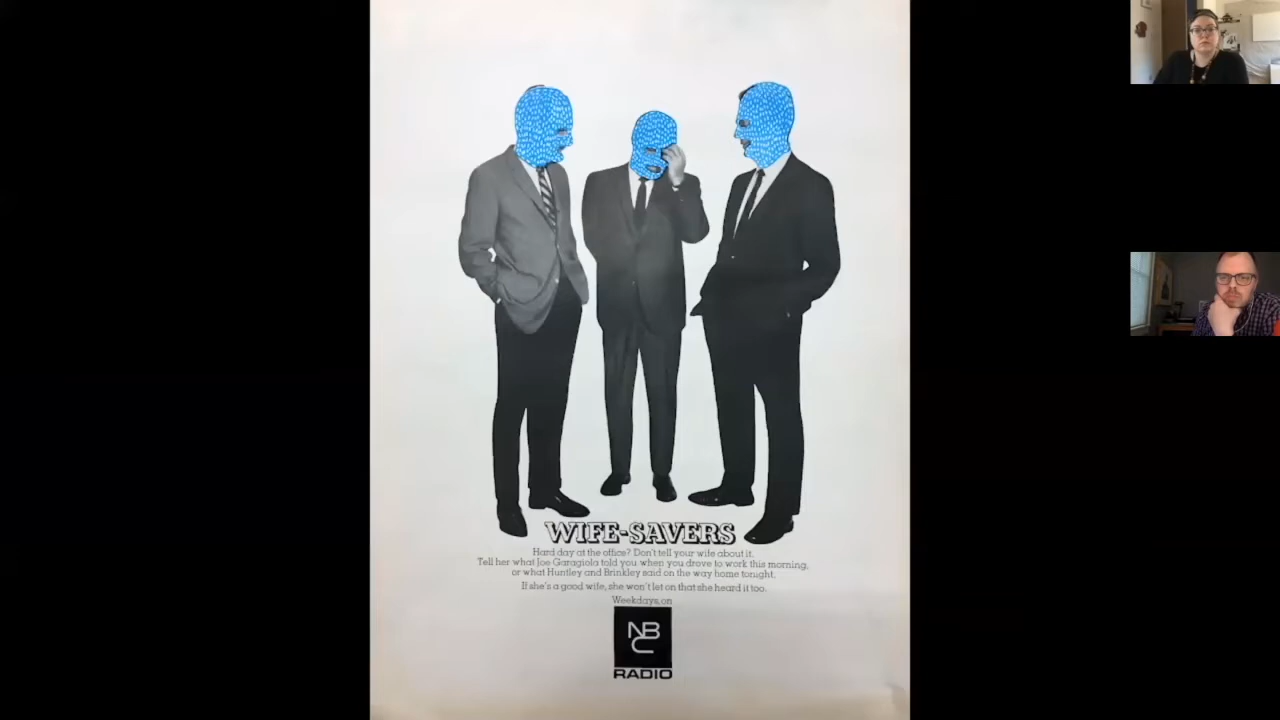 WIFE-SAVERS
Hard day at the office? Don't tell your wife about it.
Tell her what Joe Garagiola told you when you drove to work this morning,
or what Huntley and Brinkley said on the way home tonight.
If she's a good wife, she won't let on that she heard it too.
Weekdays on
NBC
RADIO